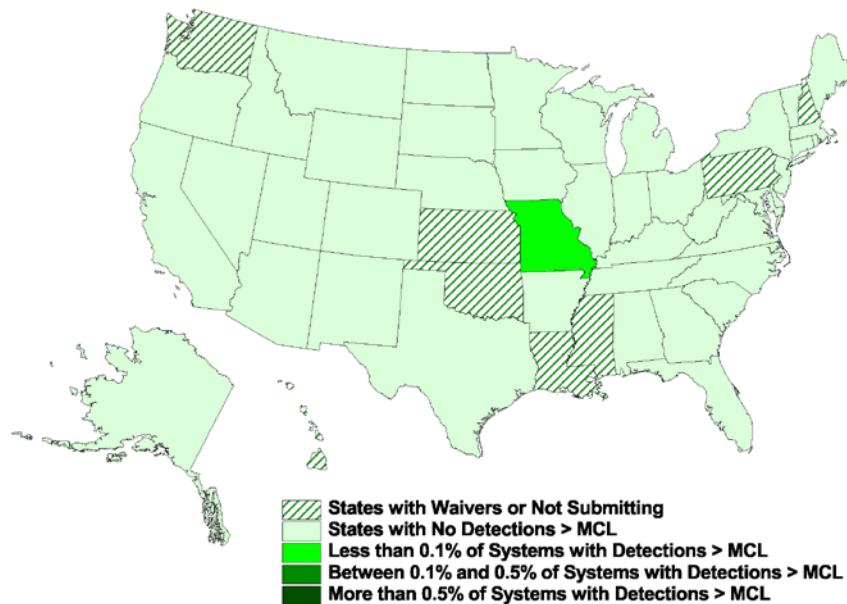 States with Waivers or Not Submitting
States with No Detections > MCL
Less than 0.1% of Systems with Detections > MCL
Between 0.1% and 0.5% of Systems with Detections > MCL
More than 0.5% of Systems with Detections > MCL